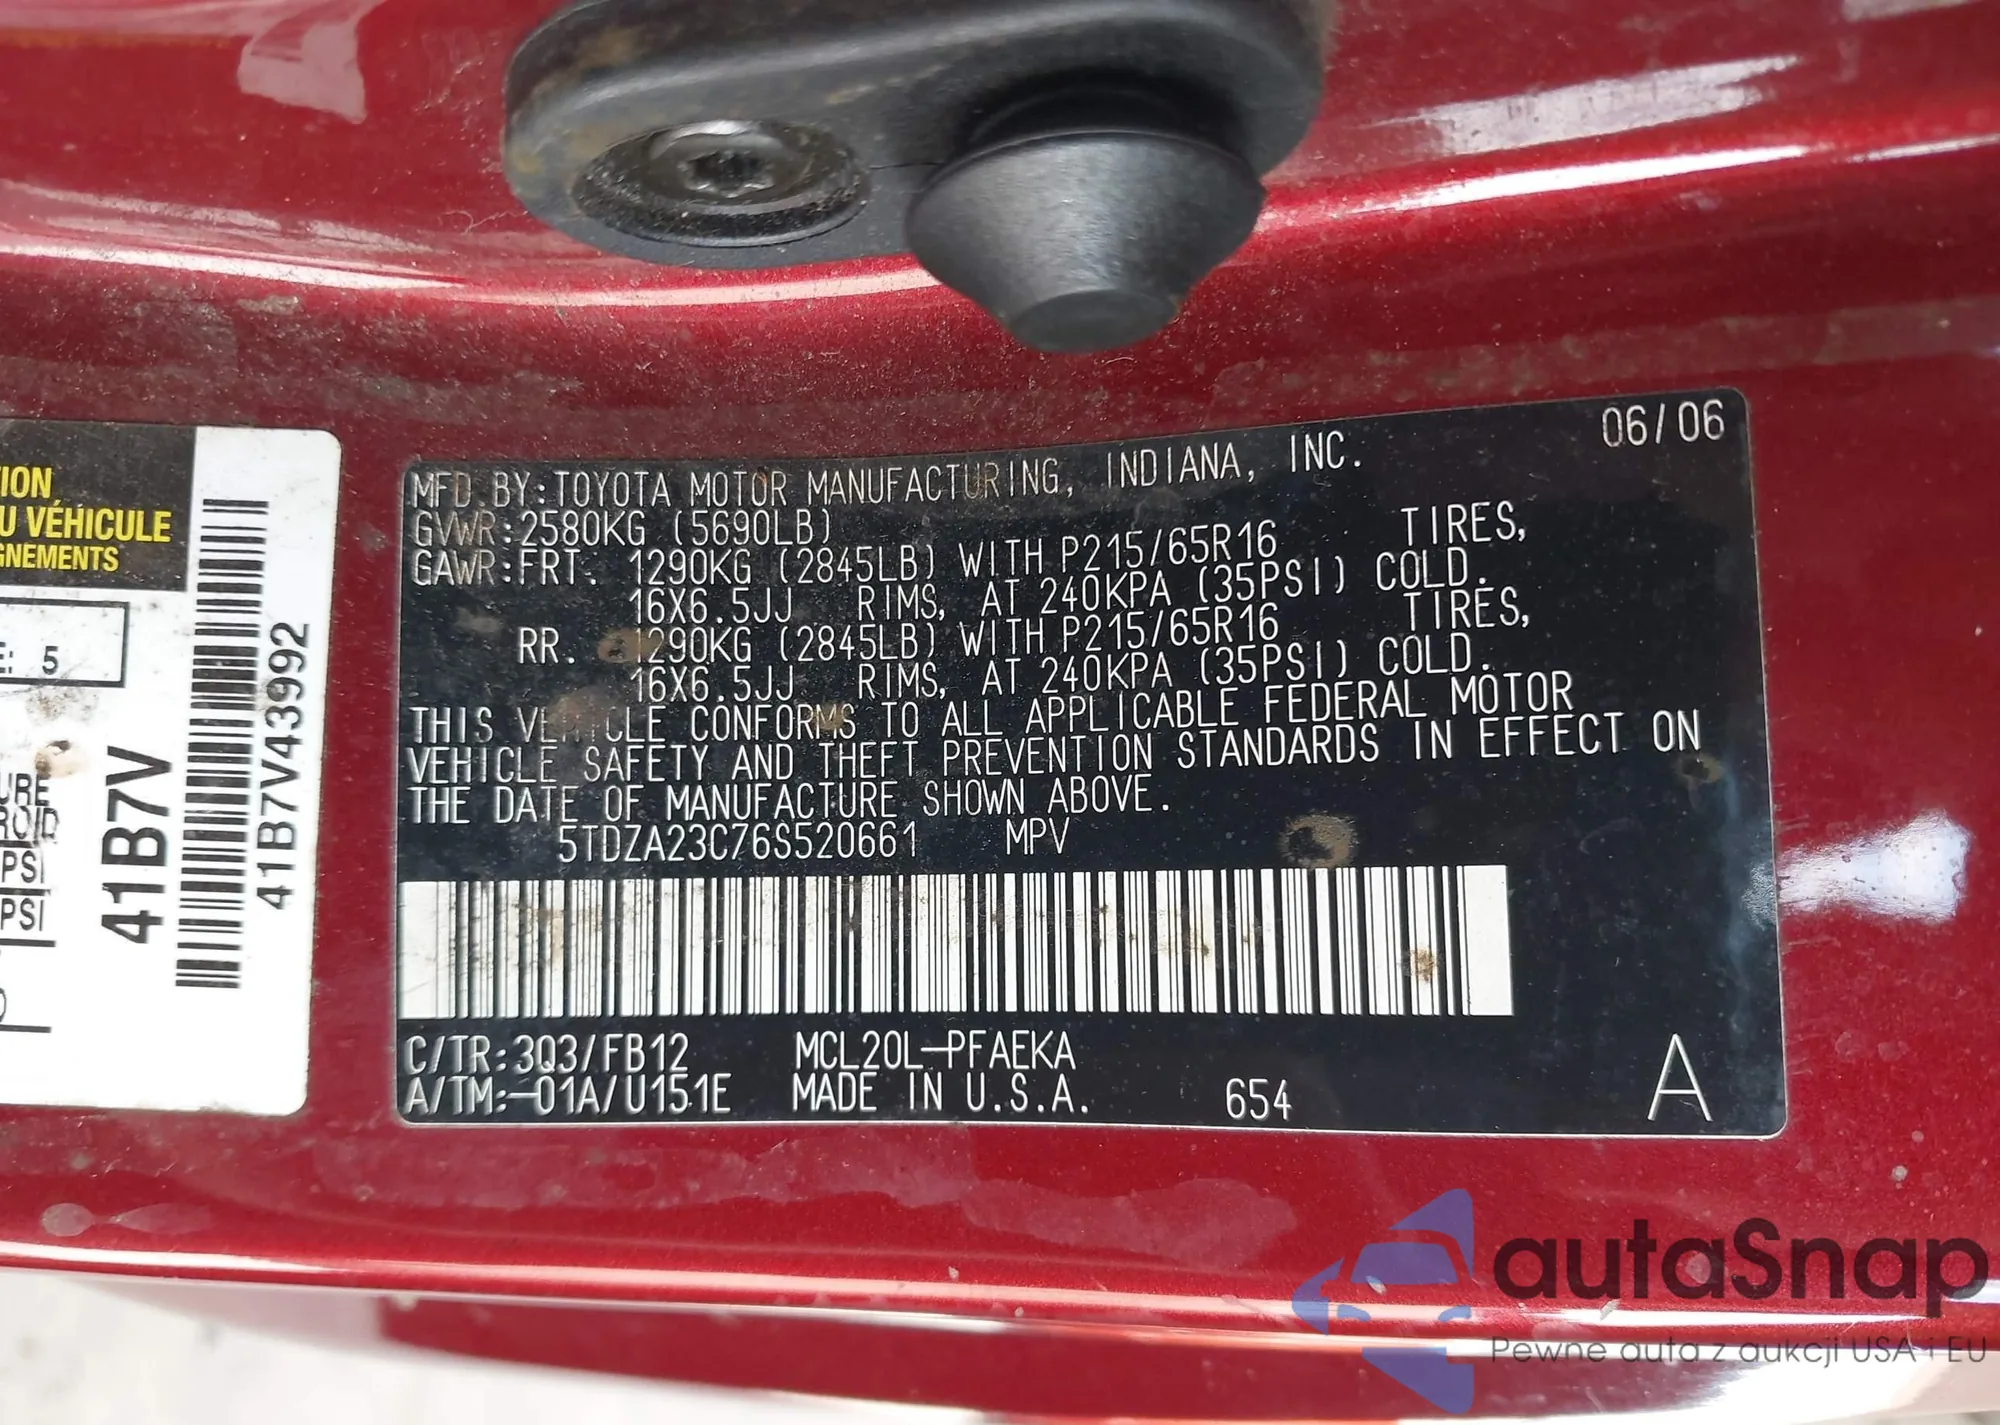 ION,
U VÉHICULE
GNEMENTS
E: 5
URE
ROID
PSI
PSI
41B7V
41B7V43992
06/06
MFD BY:TOYOTA MOTOR MANUFACTURING, INDIANA, INC.
GVWR:2580KG (5690LB)
GAWR:FRT. 1290KG (2845LB) WITH P215/65R16 TIRES,
16X6.5JJ RIMS, AT 240KPA (35PSI) COLD.
RR. 1290KG (2845LB) WITH P215/65R16 TIRES,
16X6.5JJ RIMS, AT 240KPA (35PSI) COLD.
THIS VEHICLE CONFORMS TO ALL APPLICABLE FEDERAL MOTOR
VEHICLE SAFETY AND THEFT PREVENTION STANDARDS IN EFFECT ON
THE DATE OF MANUFACTURE SHOWN ABOVE.
5TDZA23C76S520661 MPV
C/TR:3Q3/FB12 MCL20L-PFAEKA
A/TM:-01A/U151E MADE IN U.S.A. 654 A
autaSnap
Pewne auta z aukcji USA i EU